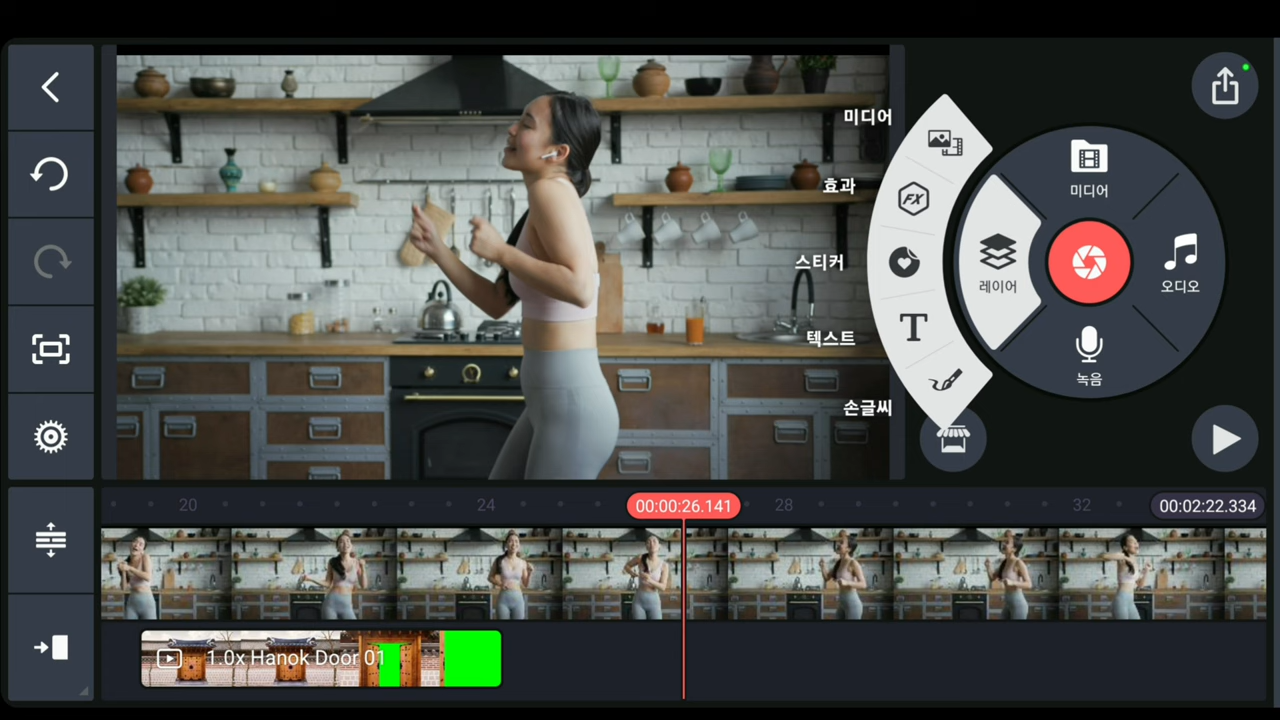 미디어
효과
스티커
텍스트
손글씨
FX
T
미디어
레이어
오디오
녹음
20
24
00:00:26.141
28
32
00:02:22.334
1.0x Hanok Door 01